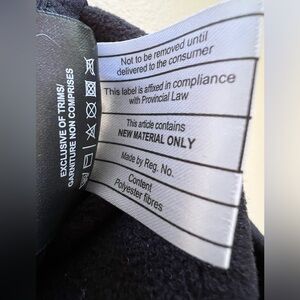 EXCLUSIVE OF TRIMS/
GARNITURE NON COMPRISES
Not to be removed until
delivered to the consumer
This label is affixed in compliance
with Provincial Law
This article contains
NEW MATERIAL ONLY
Made by Reg. No.
Content
Polyester fibres